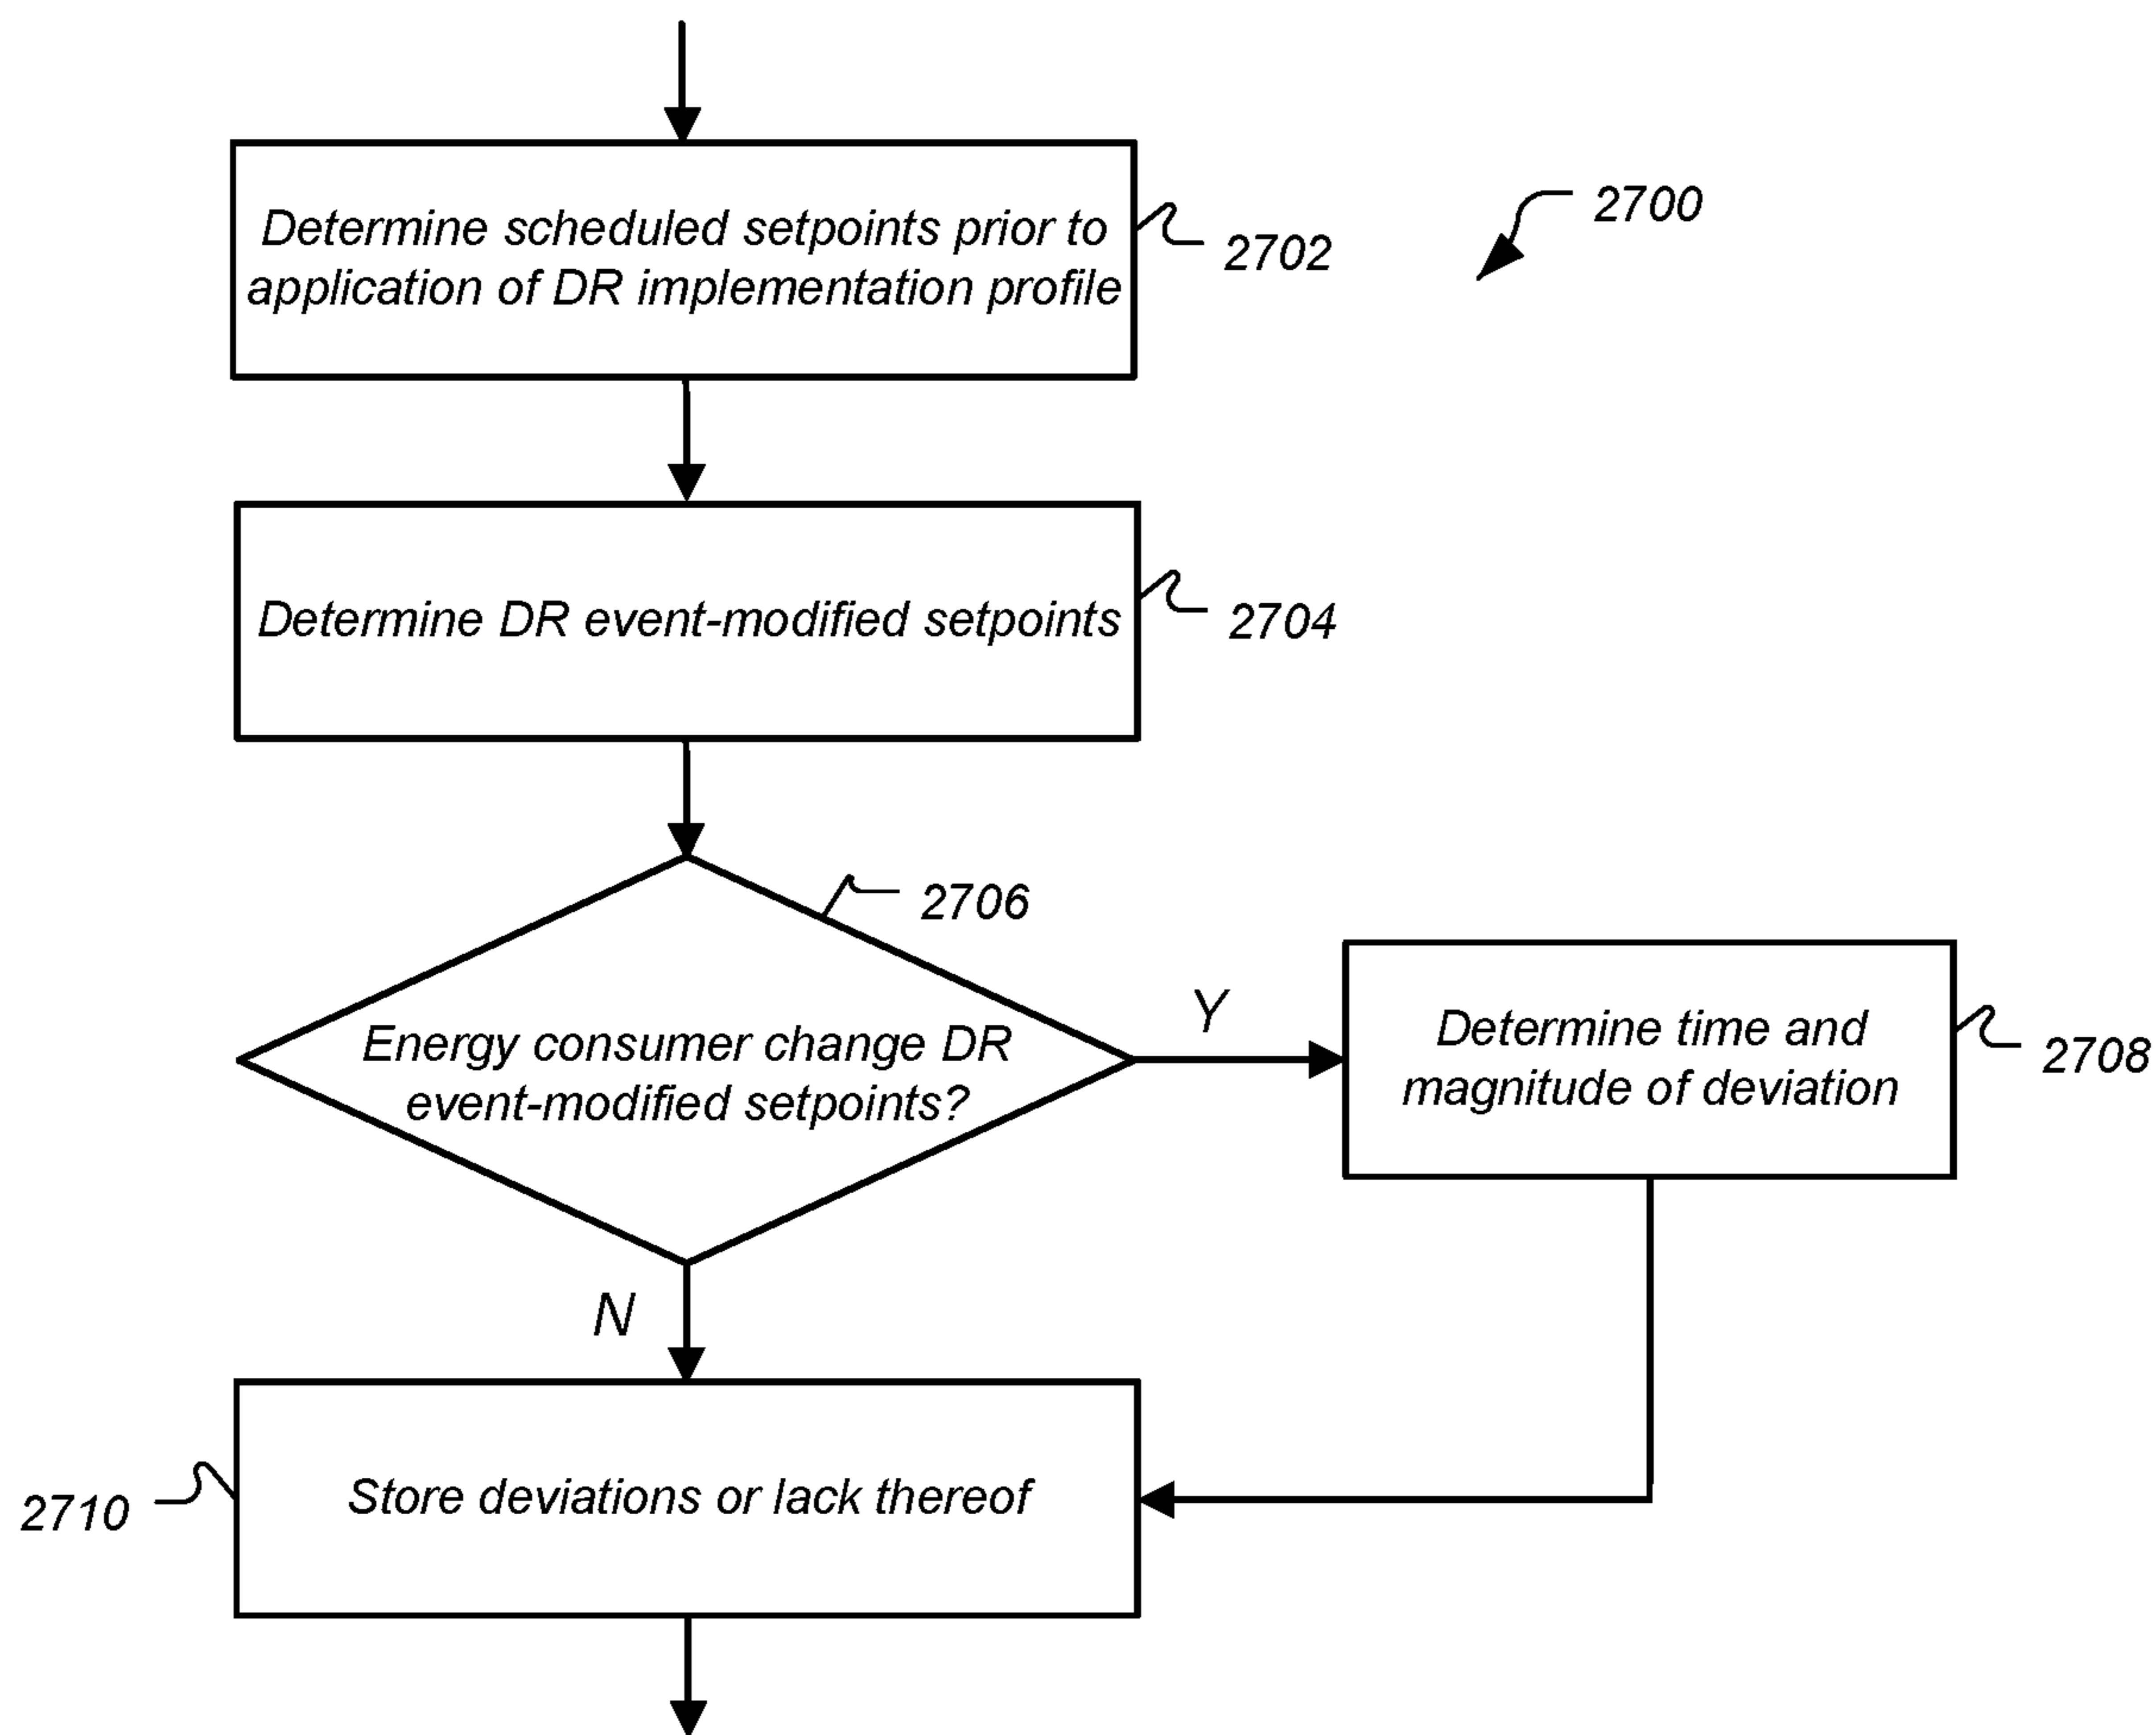 2700
Determine scheduled setpoints prior to
application of DR implementation profile
2702
Determine DR event-modified setpoints
2704
2706
Energy consumer change DR
event-modified setpoints?
Y
Determine time and
magnitude of deviation
2708
N
Store deviations or lack thereof
2710